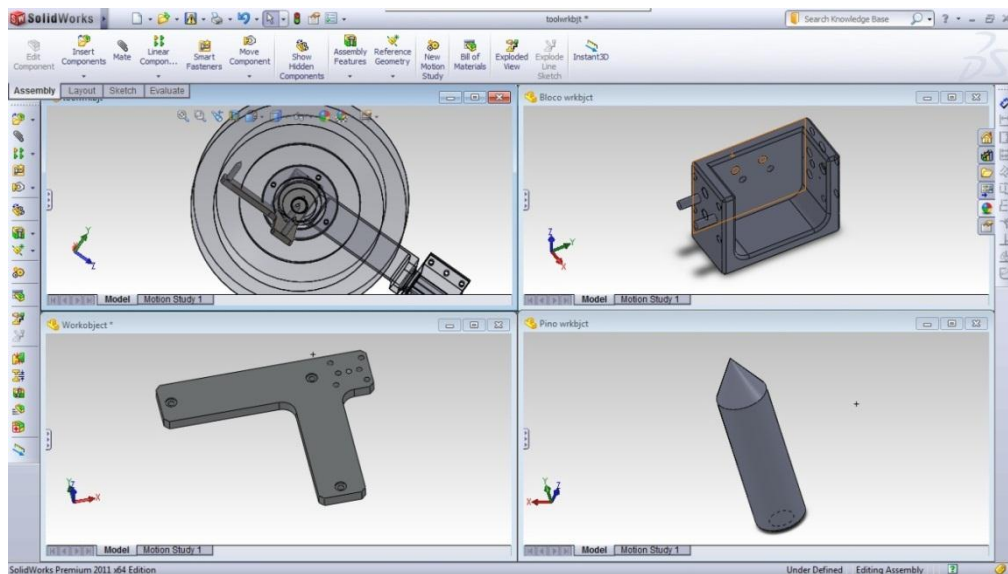 SolidWorks
toolwrkbjt *
Search Knowledge Base
Edit Component
Insert Components
Mate
Linear Compon...
Smart Fasteners
Move Component
Show Hidden Components
Assembly Features
Reference Geometry
New Motion Study
Bill of Materials
Exploded View
Explode Line Sketch
Instant3D
Assembly
Layout
Sketch
Evaluate
Bloco wrkbjct
Y
Z
Z
Y
X
Model
Motion Study 1
Model
Motion Study 1
Workobject *
Pino wrkbjct
X
X
Y
Z
Model
Motion Study 1
Model
Motion Study 1
SolidWorks Premium 2011 x64 Edition
Under Defined
Editing Assembly